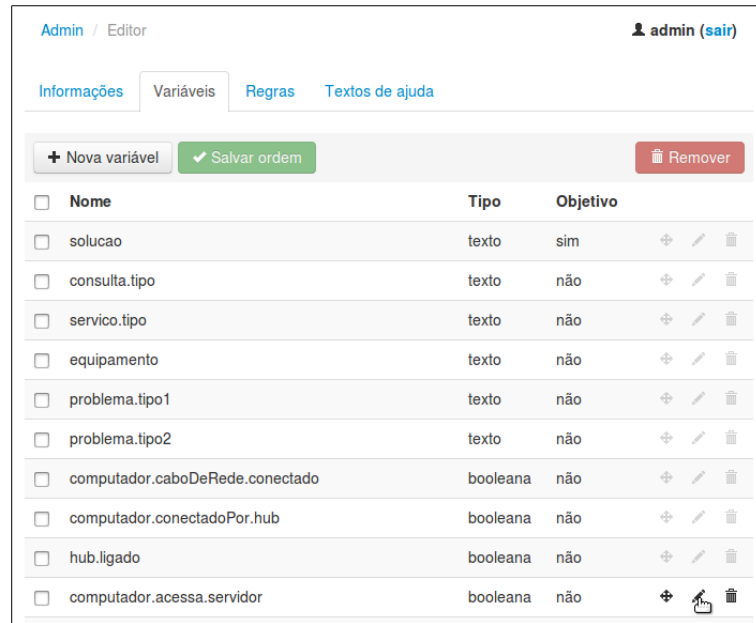 Admin / Editor admin (sair)
Informações Variáveis Regras Textos de ajuda
Nova variável Salvar ordem Remover
Nome Tipo Objetivo
solucao texto sim
consulta.tipo texto não
servico.tipo texto não
equipamento texto não
problema.tipo1 texto não
problema.tipo2 texto não
computador.caboDeRede.conectado booleana não
computador.conectadoPor.hub booleana não
hub.ligado booleana não
computador.acessa.servidor booleana não